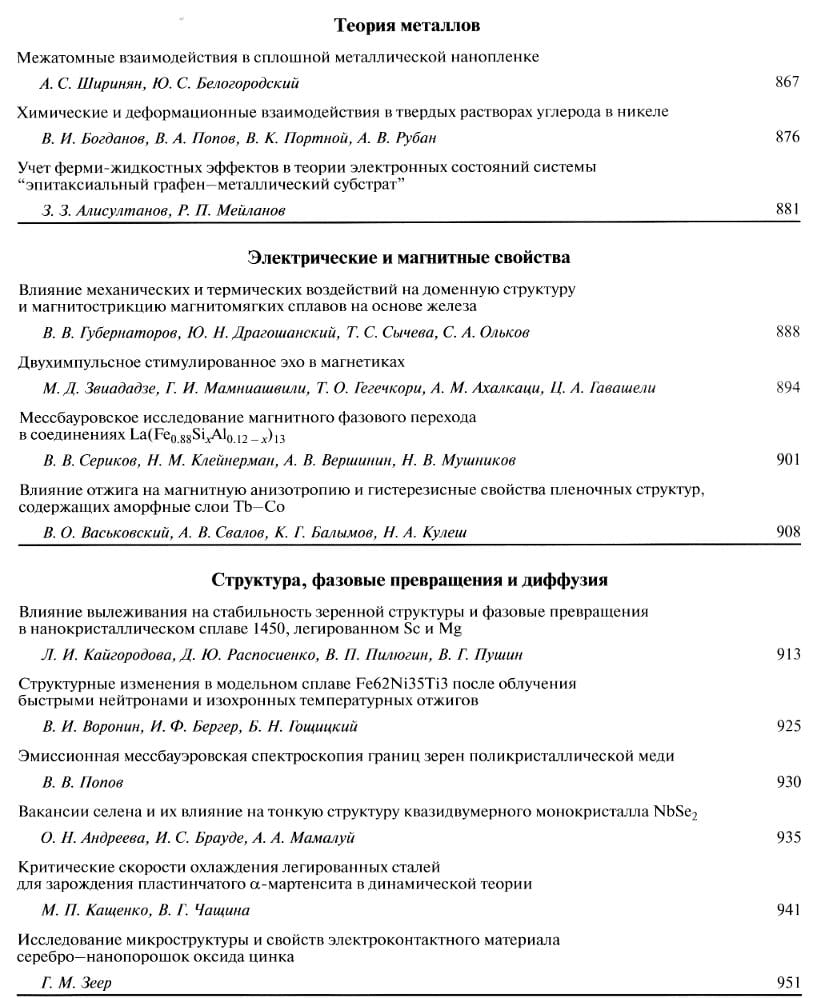 Теория металлов
Межатомные взаимодействия в сплошной металлической нанопленке
А. С. Ширинян, Ю. С. Белогородский 867
Химические и деформационные взаимодействия в твердых растворах углерода в никеле
В. И. Богданов, В. А. Попов, В. К. Портной, А. В. Рубан 876
Учет ферми-жидкостных эффектов в теории электронных состояний системы
“эпитаксиальный графен–металлический субстрат”
З. З. Алисултанов, Р. П. Мейланов 881
Электрические и магнитные свойства
Влияние механических и термических воздействий на доменную структуру
и магнитострикцию магнитомягких сплавов на основе железа
В. В. Губернаторов, Ю. Н. Драгошанский, Т. С. Сычева, С. А. Ольков 888
Двухимпульсное стимулированное эхо в магнетиках
М. Д. Звиададзе, Г. И. Мамниашвили, Т. О. Гегечкори, А. М. Ахалкаци, Ц. А. Гавашели 894
Мессбауровское исследование магнитного фазового перехода
в соединениях La(Fe0.88SixAl0.12 – x)13
В. В. Сериков, Н. М. Клейнерман, А. В. Вершинин, Н. В. Мушников 901
Влияние отжига на магнитную анизотропию и гистерезисные свойства пленочных структур,
содержащих аморфные слои Tb–Co
В. О. Васьковский, А. В. Свалов, К. Г. Балымов, Н. А. Кулеш 908
Структура, фазовые превращения и диффузия
Влияние вылеживания на стабильность зеренной структуры и фазовые превращения
в нанокристаллическом сплаве 1450, легированном Sc и Mg
Л. И. Кайгородова, Д. Ю. Распосиенко, В. П. Пилюгин, В. Г. Пушин 913
Структурные изменения в модельном сплаве Fe62Ni35Ti3 после облучения
быстрыми нейтронами и изохронных температурных отжигов
В. И. Воронин, И. Ф. Бергер, Б. Н. Гощицкий 925
Эмиссионная мессбауэровская спектроскопия границ зерен поликристаллической меди
В. В. Попов 930
Вакансии селена и их влияние на тонкую структуру квазидвумерного монокристалла NbSe2
О. Н. Андреева, И. С. Брауде, А. А. Мамалуй 935
Критические скорости охлаждения легированных сталей
для зарождения пластинчатого α-мартенсита в динамической теории
М. П. Кащенко, В. Г. Чащина 941
Исследование микроструктуры и свойств электроконтактного материала
серебро–нанопорошок оксида цинка
Г. М. Зеер 951